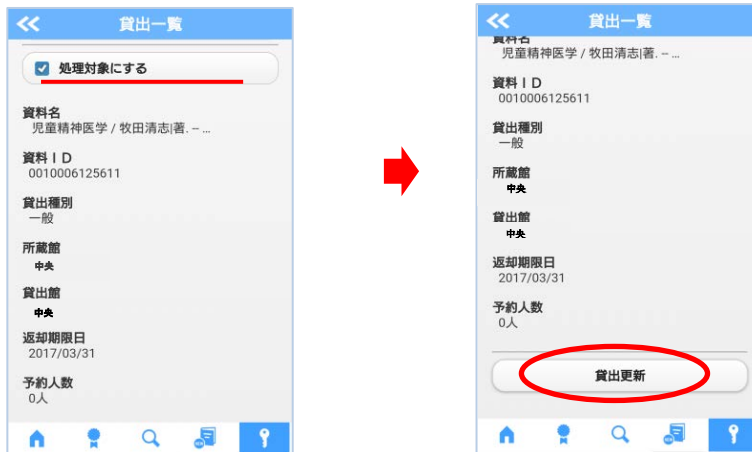 貸出一覧
処理対象にする
資料名
児童精神医学 / 牧田清志|著. -- ...
資料ＩＤ
0010006125611
貸出種別
一般
所蔵館
中央
貸出館
中央
返却期限日
2017/03/31
予約人数
0人
貸出一覧
資料名
児童精神医学 / 牧田清志|著. -- ...
資料ＩＤ
0010006125611
貸出種別
一般
所蔵館
中央
貸出館
中央
返却期限日
2017/03/31
予約人数
0人
貸出更新